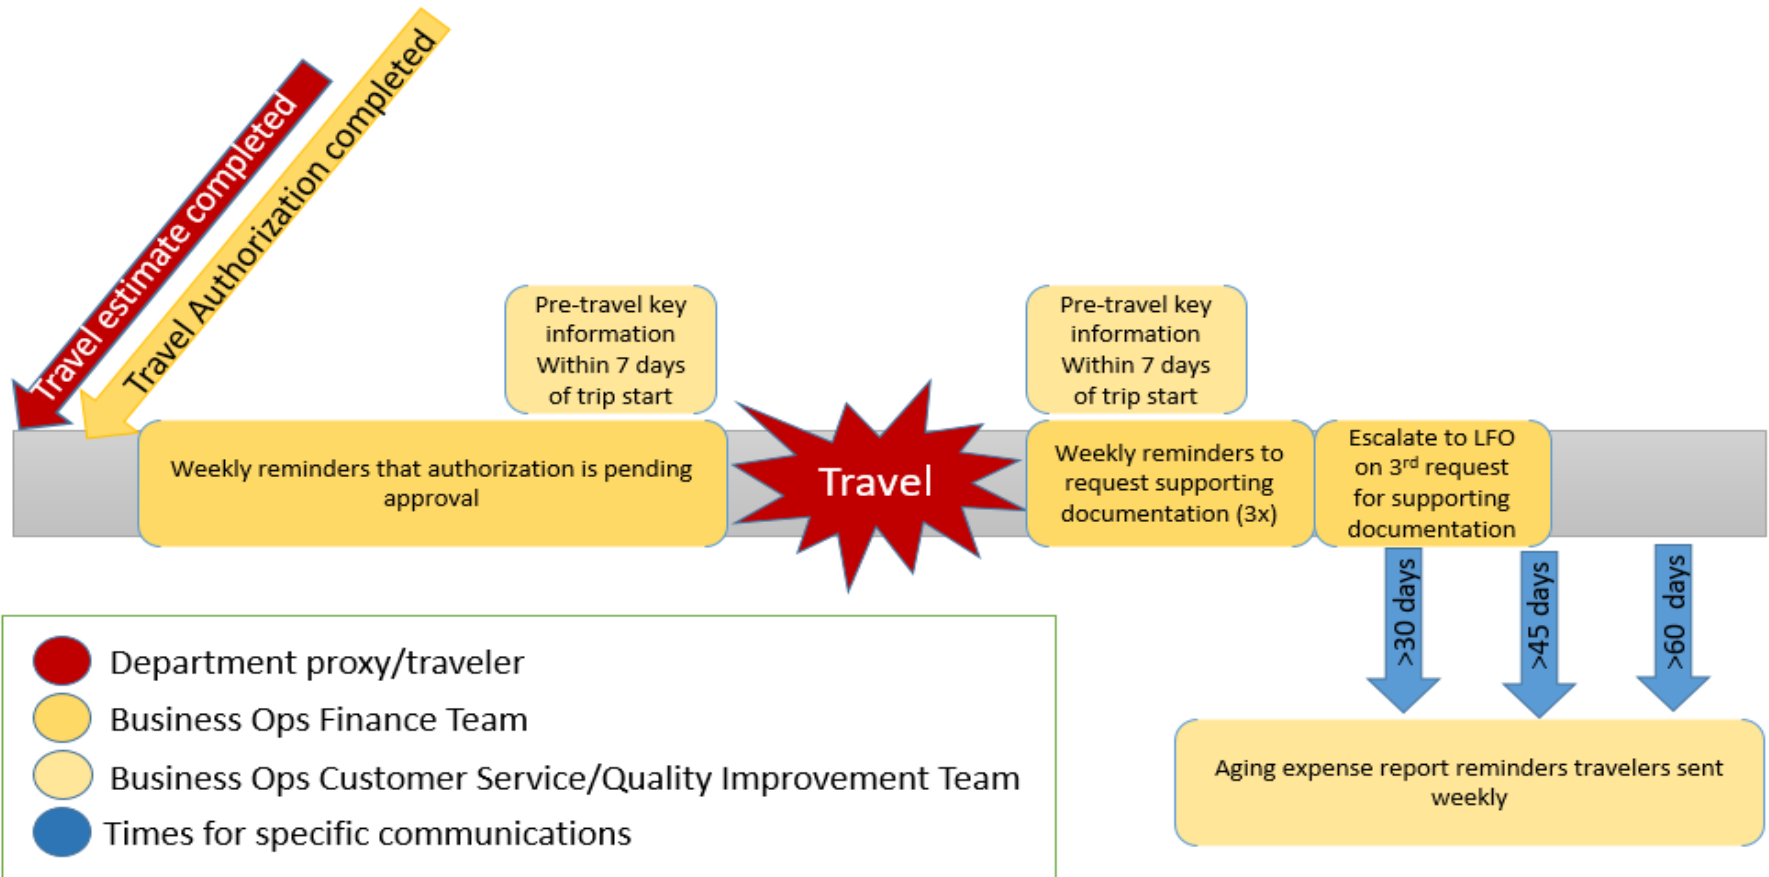 Travel estimate completed
Travel Authorization completed
Pre-travel key
information
Within 7 days
of trip start
Pre-travel key
information
Within 7 days
of trip start
Weekly reminders that authorization is pending
approval
Travel
Weekly reminders to
request supporting
documentation (3x)
Escalate to LFO
on 3rd request
for supporting
documentation
>30 days
>45 days
>60 days
Aging expense report reminders travelers sent
weekly
Department proxy/traveler
Business Ops Finance Team
Business Ops Customer Service/Quality Improvement Team
Times for specific communications